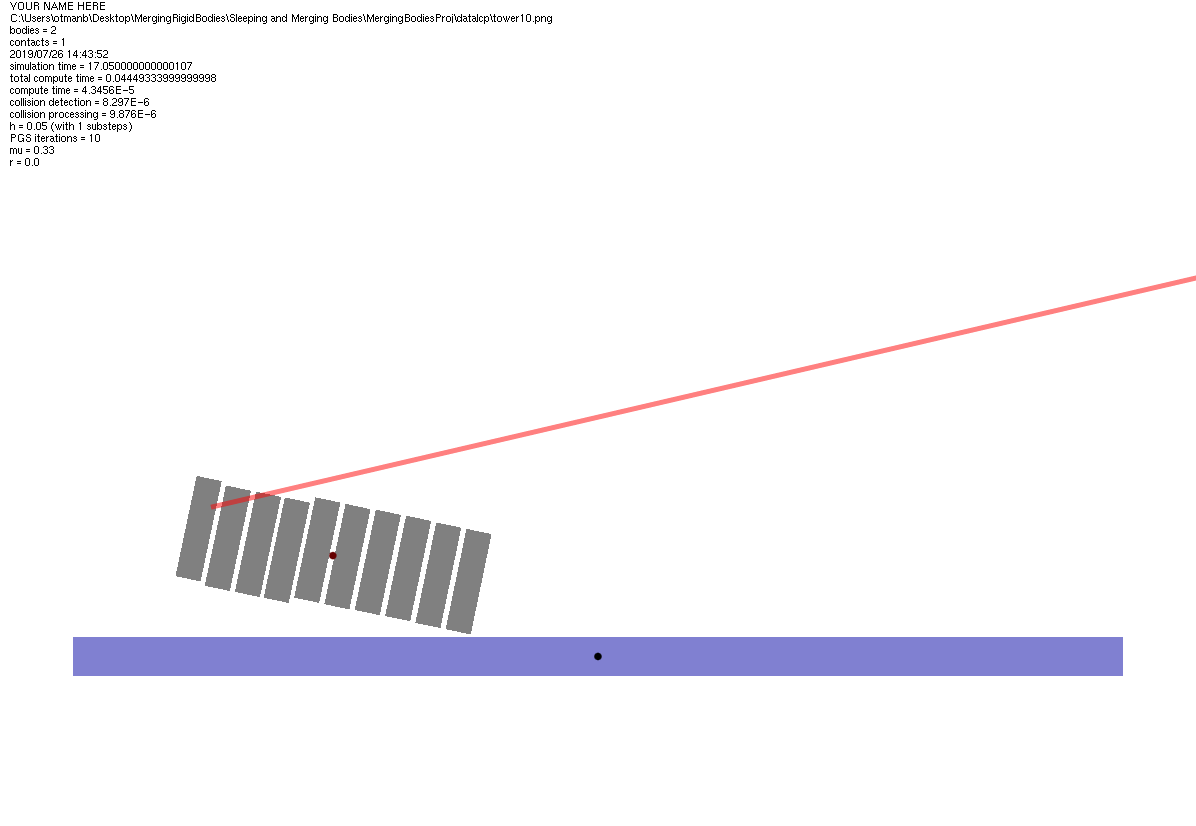 YOUR NAME HERE
C:\Users\otmanb\Desktop\MergingRigidBodies\Sleeping and Merging Bodies\MergingBodiesProj\datalcp\tower10.png
bodies = 2
contacts = 1
2019/07/26 14:43:52
simulation time = 17.050000000000107
total compute time = 0.04449333999999998
compute time = 4.3456E-5
collision detection = 8.297E-6
collision processing = 9.876E-6
h = 0.05 (with 1 substeps)
PGS iterations = 10
mu = 0.33
r = 0.0